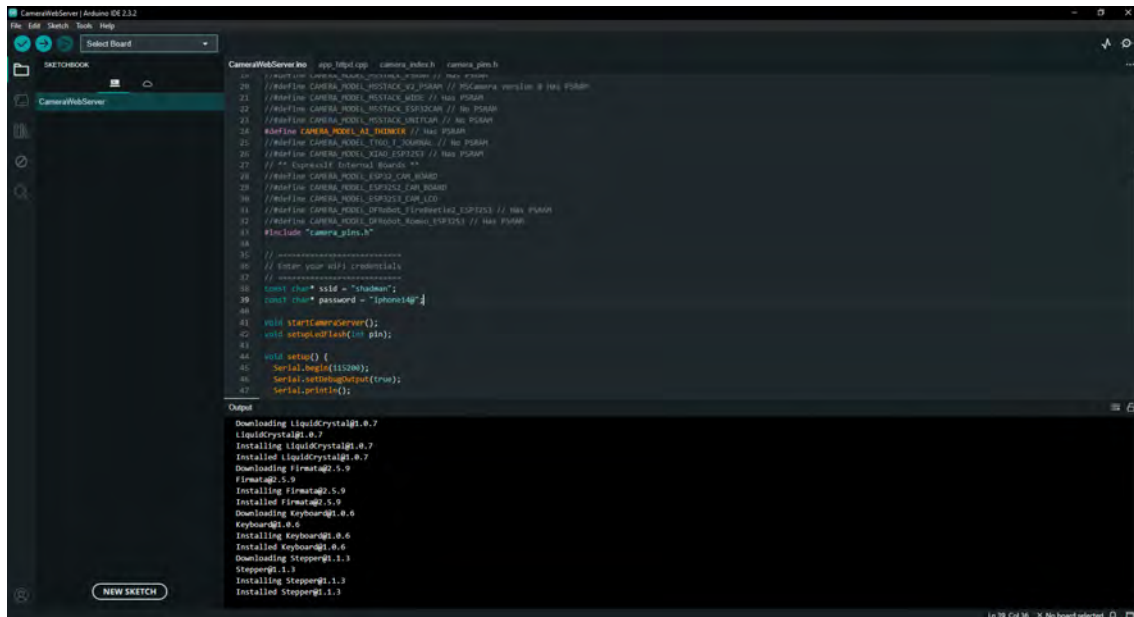 CameraWebServer | Arduino IDE 2.3.2
File Edit Sketch Tools Help
Select Board
SKETCHBOOK
CameraWebServer
NEW SKETCH
CameraWebServer.ino app_httpd.cpp camera_index.h camera_pins.h
20 //#define CAMERA_MODEL_M5STACK_V2_PSRAM // M5Camera version B Has PSRAM
21 //#define CAMERA_MODEL_M5STACK_WIDE // Has PSRAM
22 //#define CAMERA_MODEL_M5STACK_ESP32CAM // No PSRAM
23 //#define CAMERA_MODEL_M5STACK_UNITCAM // No PSRAM
24 #define CAMERA_MODEL_AI_THINKER // Has PSRAM
25 //#define CAMERA_MODEL_TTGO_T_JOURNAL // No PSRAM
26 //#define CAMERA_MODEL_XIAO_ESP32S3 // Has PSRAM
27 // ** Espressif Internal Boards **
28 //#define CAMERA_MODEL_ESP32_CAM_BOARD
29 //#define CAMERA_MODEL_ESP32S2_CAM_BOARD
30 //#define CAMERA_MODEL_ESP32S3_CAM_LCD
31 //#define CAMERA_MODEL_DFRobot_FireBeetle2_ESP32S3 // Has PSRAM
32 //#define CAMERA_MODEL_DFRobot_Romeo_ESP32S3 // Has PSRAM
33 #include "camera_pins.h"
34
35 // ===========================
36 // Enter your WiFi credentials
37 // ===========================
38 const char* ssid = "shadman";
39 const char* password = "iphone14@";
40
41 void startCameraServer();
42 void setupLedFlash(int pin);
43
44 void setup() {
45 Serial.begin(115200);
46 Serial.setDebugOutput(true);
47 Serial.println();
Output
Downloading LiquidCrystal@1.0.7
LiquidCrystal@1.0.7
Installing LiquidCrystal@1.0.7
Installed LiquidCrystal@1.0.7
Downloading Firmata@2.5.9
Firmata@2.5.9
Installing Firmata@2.5.9
Installed Firmata@2.5.9
Downloading Keyboard@1.0.6
Keyboard@1.0.6
Installing Keyboard@1.0.6
Installed Keyboard@1.0.6
Downloading Stepper@1.1.3
Stepper@1.1.3
Installing Stepper@1.1.3
Installed Stepper@1.1.3
Ln 39, Col 36 X No board selected